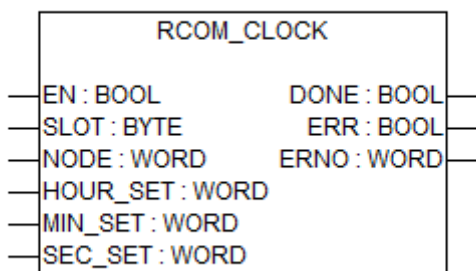 RCOM_CLOCK
EN : BOOL DONE : BOOL
SLOT : BYTE ERR : BOOL
NODE : WORD ERNO : WORD
HOUR_SET : WORD
MIN_SET : WORD
SEC_SET : WORD